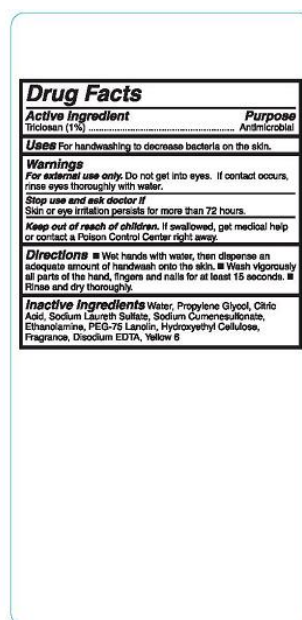 Drug Facts
Active ingredient Purpose
Triclosan (1%) ........................................................ Antimicrobial
Uses For handwashing to decrease bacteria on the skin.
Warnings
For external use only. Do not get into eyes. If contact occurs,
rinse eyes thoroughly with water.
Stop use and ask doctor if
Skin or eye irritation persists for more than 72 hours.
Keep out of reach of children. If swallowed, get medical help
or contact a Poison Control Center right away.
Directions ■ Wet hands with water, then dispense an
adequate amount of handwash onto the skin. ■ Wash vigorously
all parts of the hand, fingers and nails for at least 15 seconds. ■
Rinse and dry thoroughly.
Inactive ingredients Water, Propylene Glycol, Citric
Acid, Sodium Laureth Sulfate, Sodium Cumenesulfonate,
Ethanolamine, PEG-75 Lanolin, Hydroxyethyl Cellulose,
Fragrance, Disodium EDTA, Yellow 6